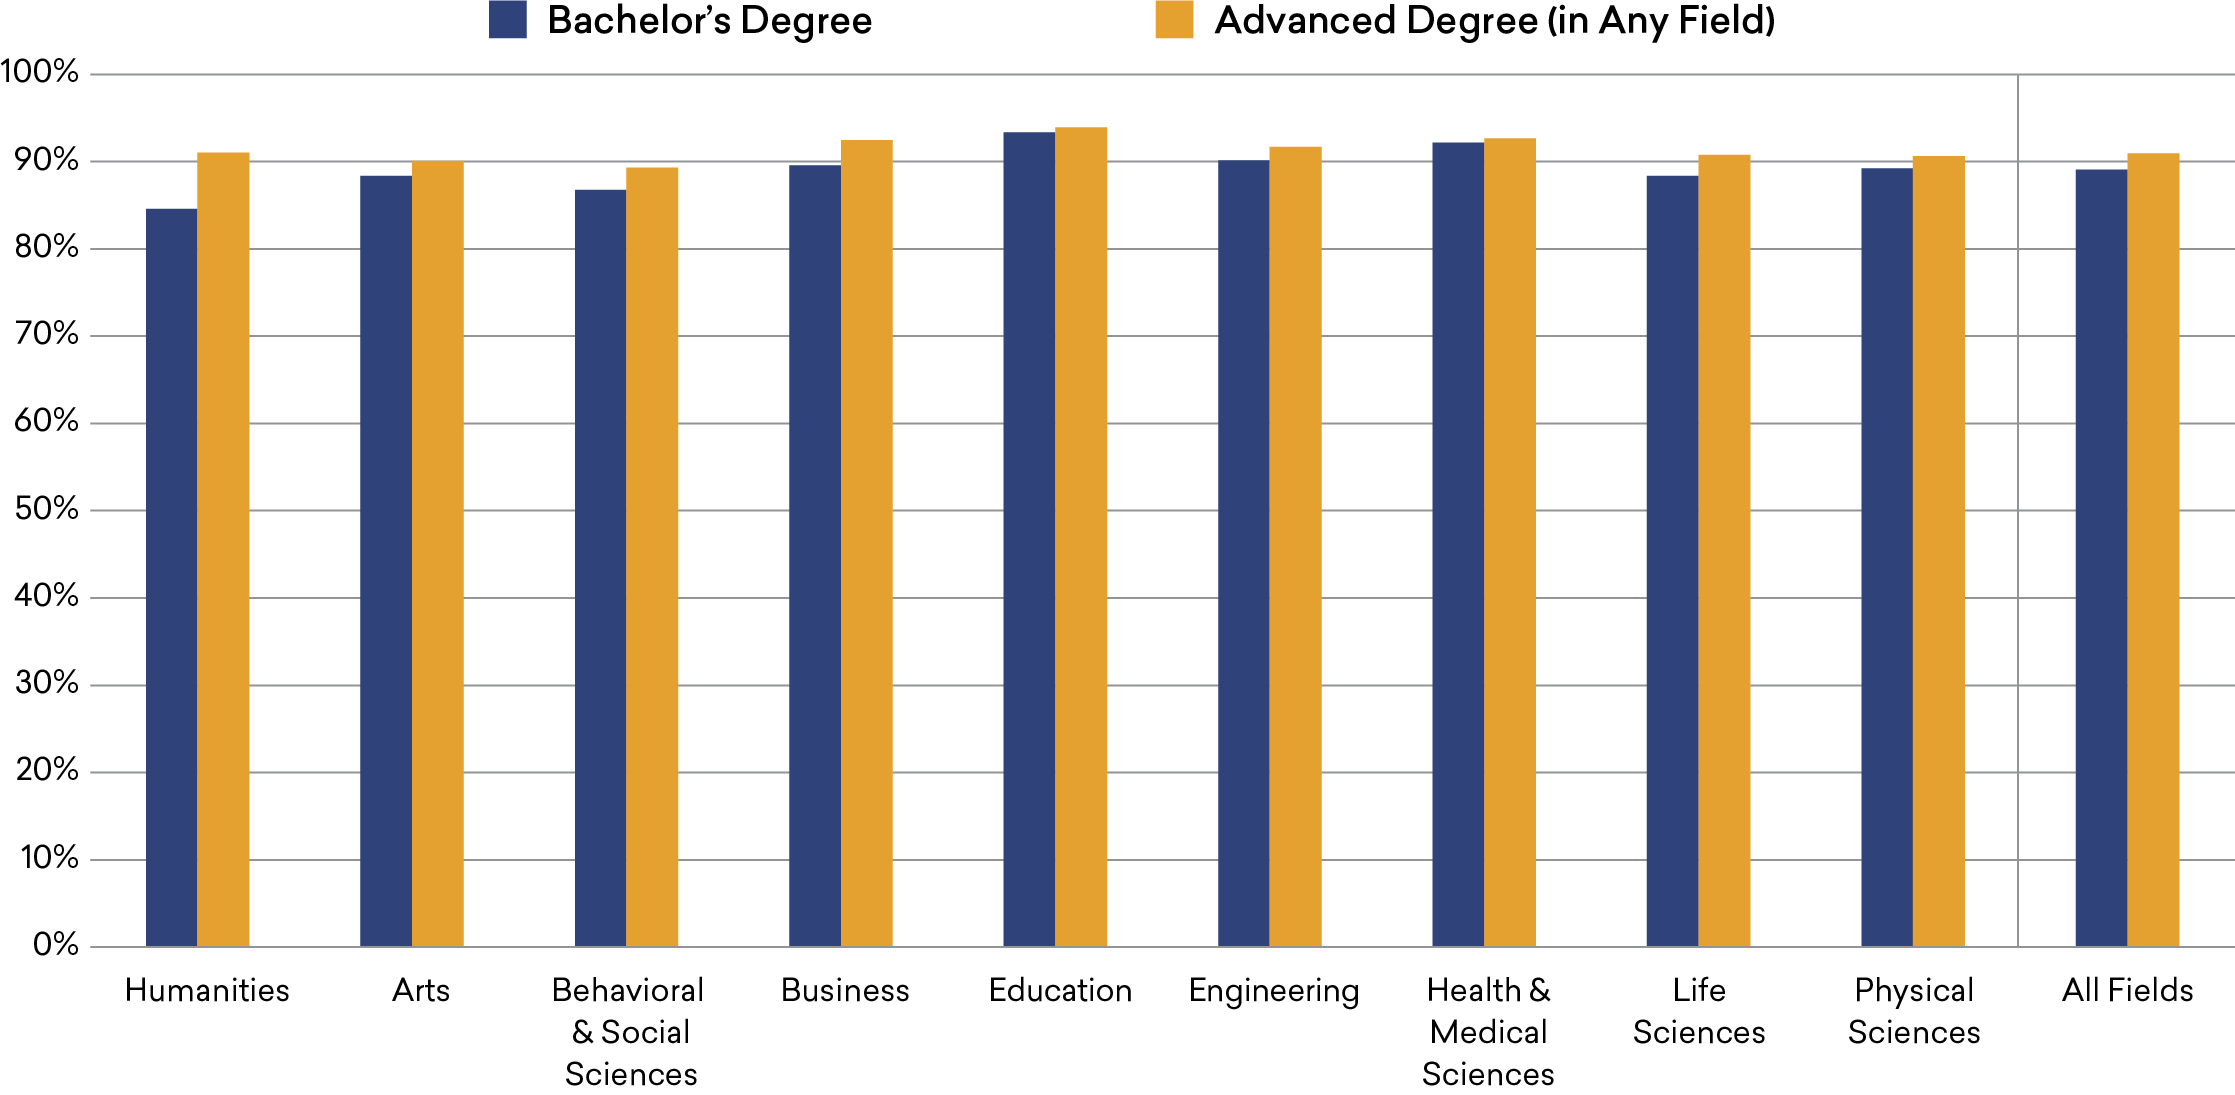 Bachelor’s Degree
Advanced Degree (in Any Field)
100%
90%
80%
70%
60%
50%
40%
30%
20%
10%
0%
Humanities
Arts
Behavioral
& Social
Sciences
Business
Education
Engineering
Health &
Medical
Sciences
Life
Sciences
Physical
Sciences
All Fields